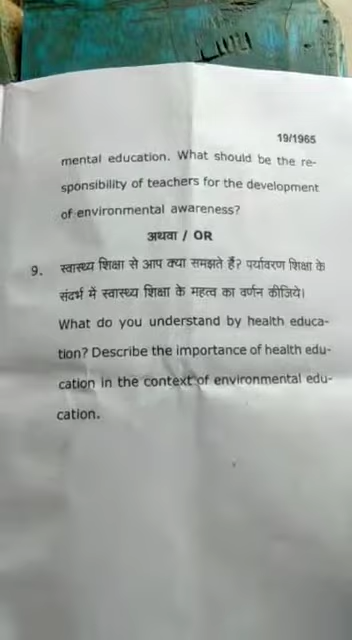 19/1965
mental education. What should be the re-
sponsibility of teachers for the development
of environmental awareness?
अथवा / OR
9. स्वास्थ्य शिक्षा से आप क्या समझते हैं? पर्यावरण शिक्षा के
संदर्भ में स्वास्थ्य शिक्षा के महत्व का वर्णन कीजिये।
What do you understand by health educa-
tion? Describe the importance of health edu-
cation in the context of environmental edu-
cation.